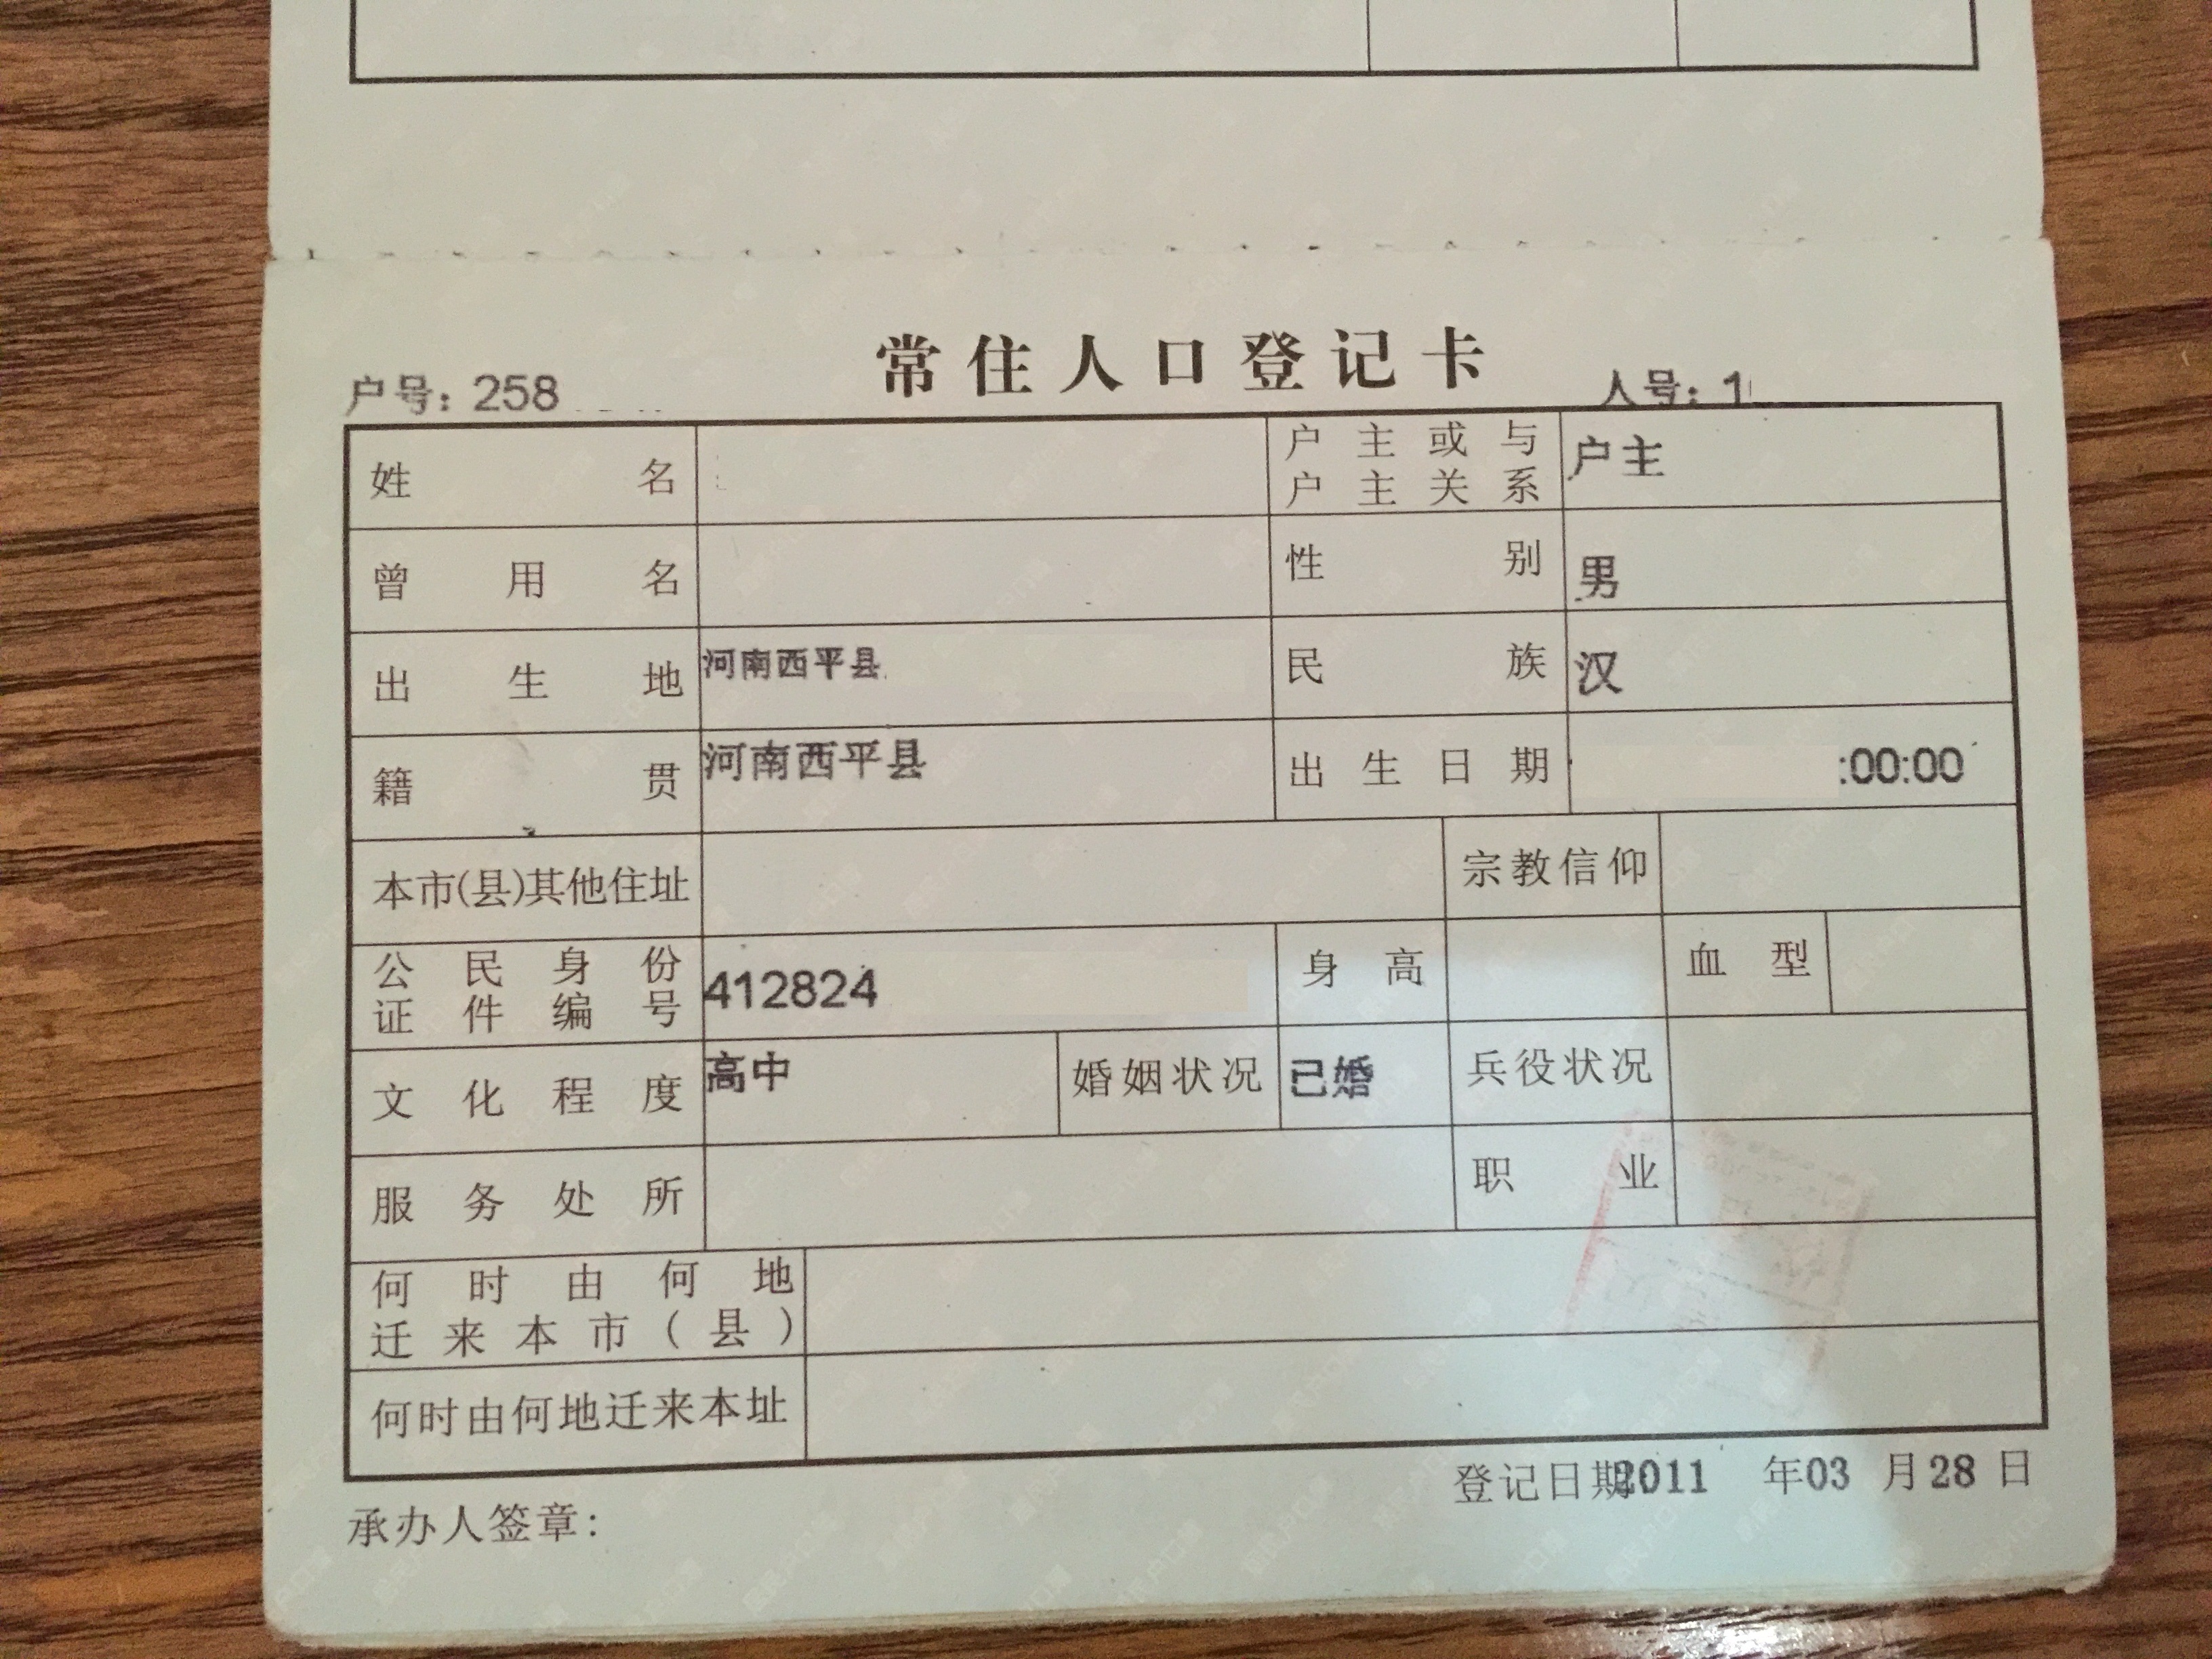 常住人口登记卡
户号: 258 人号: 1
姓名 户主或与户主关系 户主
曾用名 性别 男
出生地 河南西平县 民族 汉
籍贯 河南西平县 出生日期 :00:00
本市(县)其他住址 宗教信仰
公民身份证件编号 412824 身高 血型
文化程度 高中 婚姻状况 已婚 兵役状况
服务处所 职业
何时由何地迁来本市(县)
何时由何地迁来本址
承办人签章: 登记日期2011 年03 月28 日